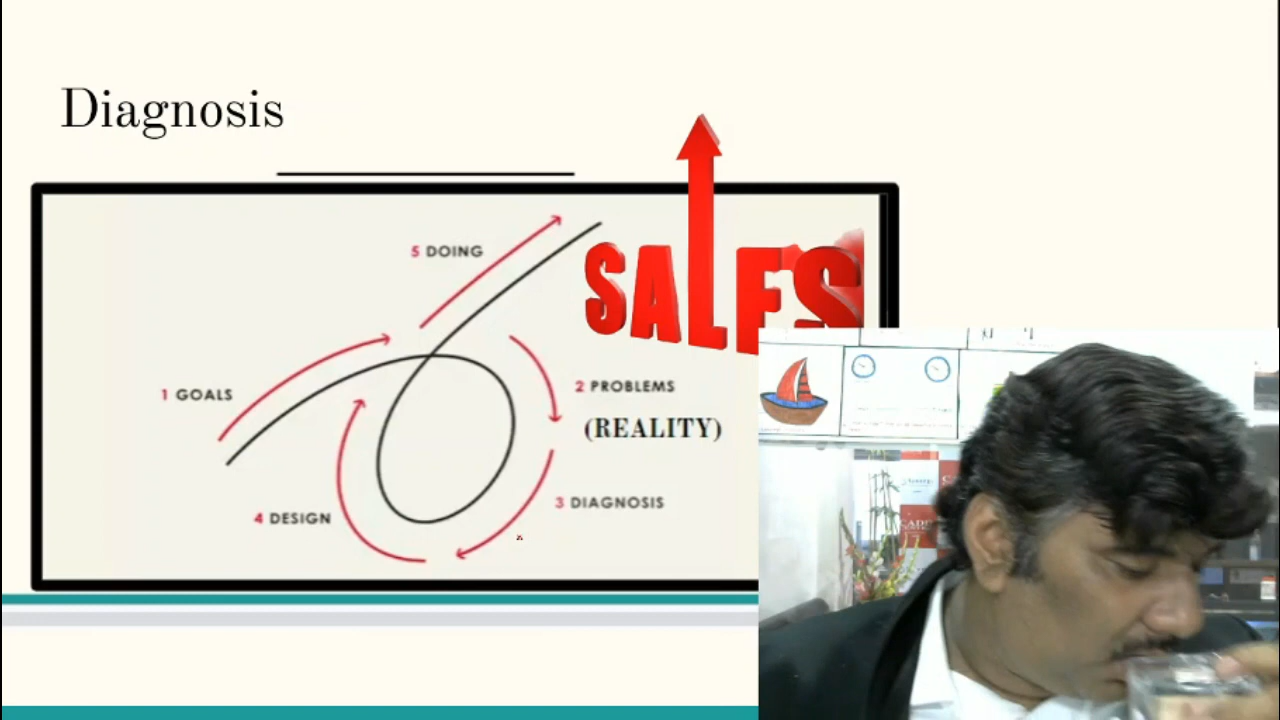 Diagnosis
SALES
5 DOING
1 GOALS
2 PROBLEMS
(REALITY)
3 DIAGNOSIS
4 DESIGN